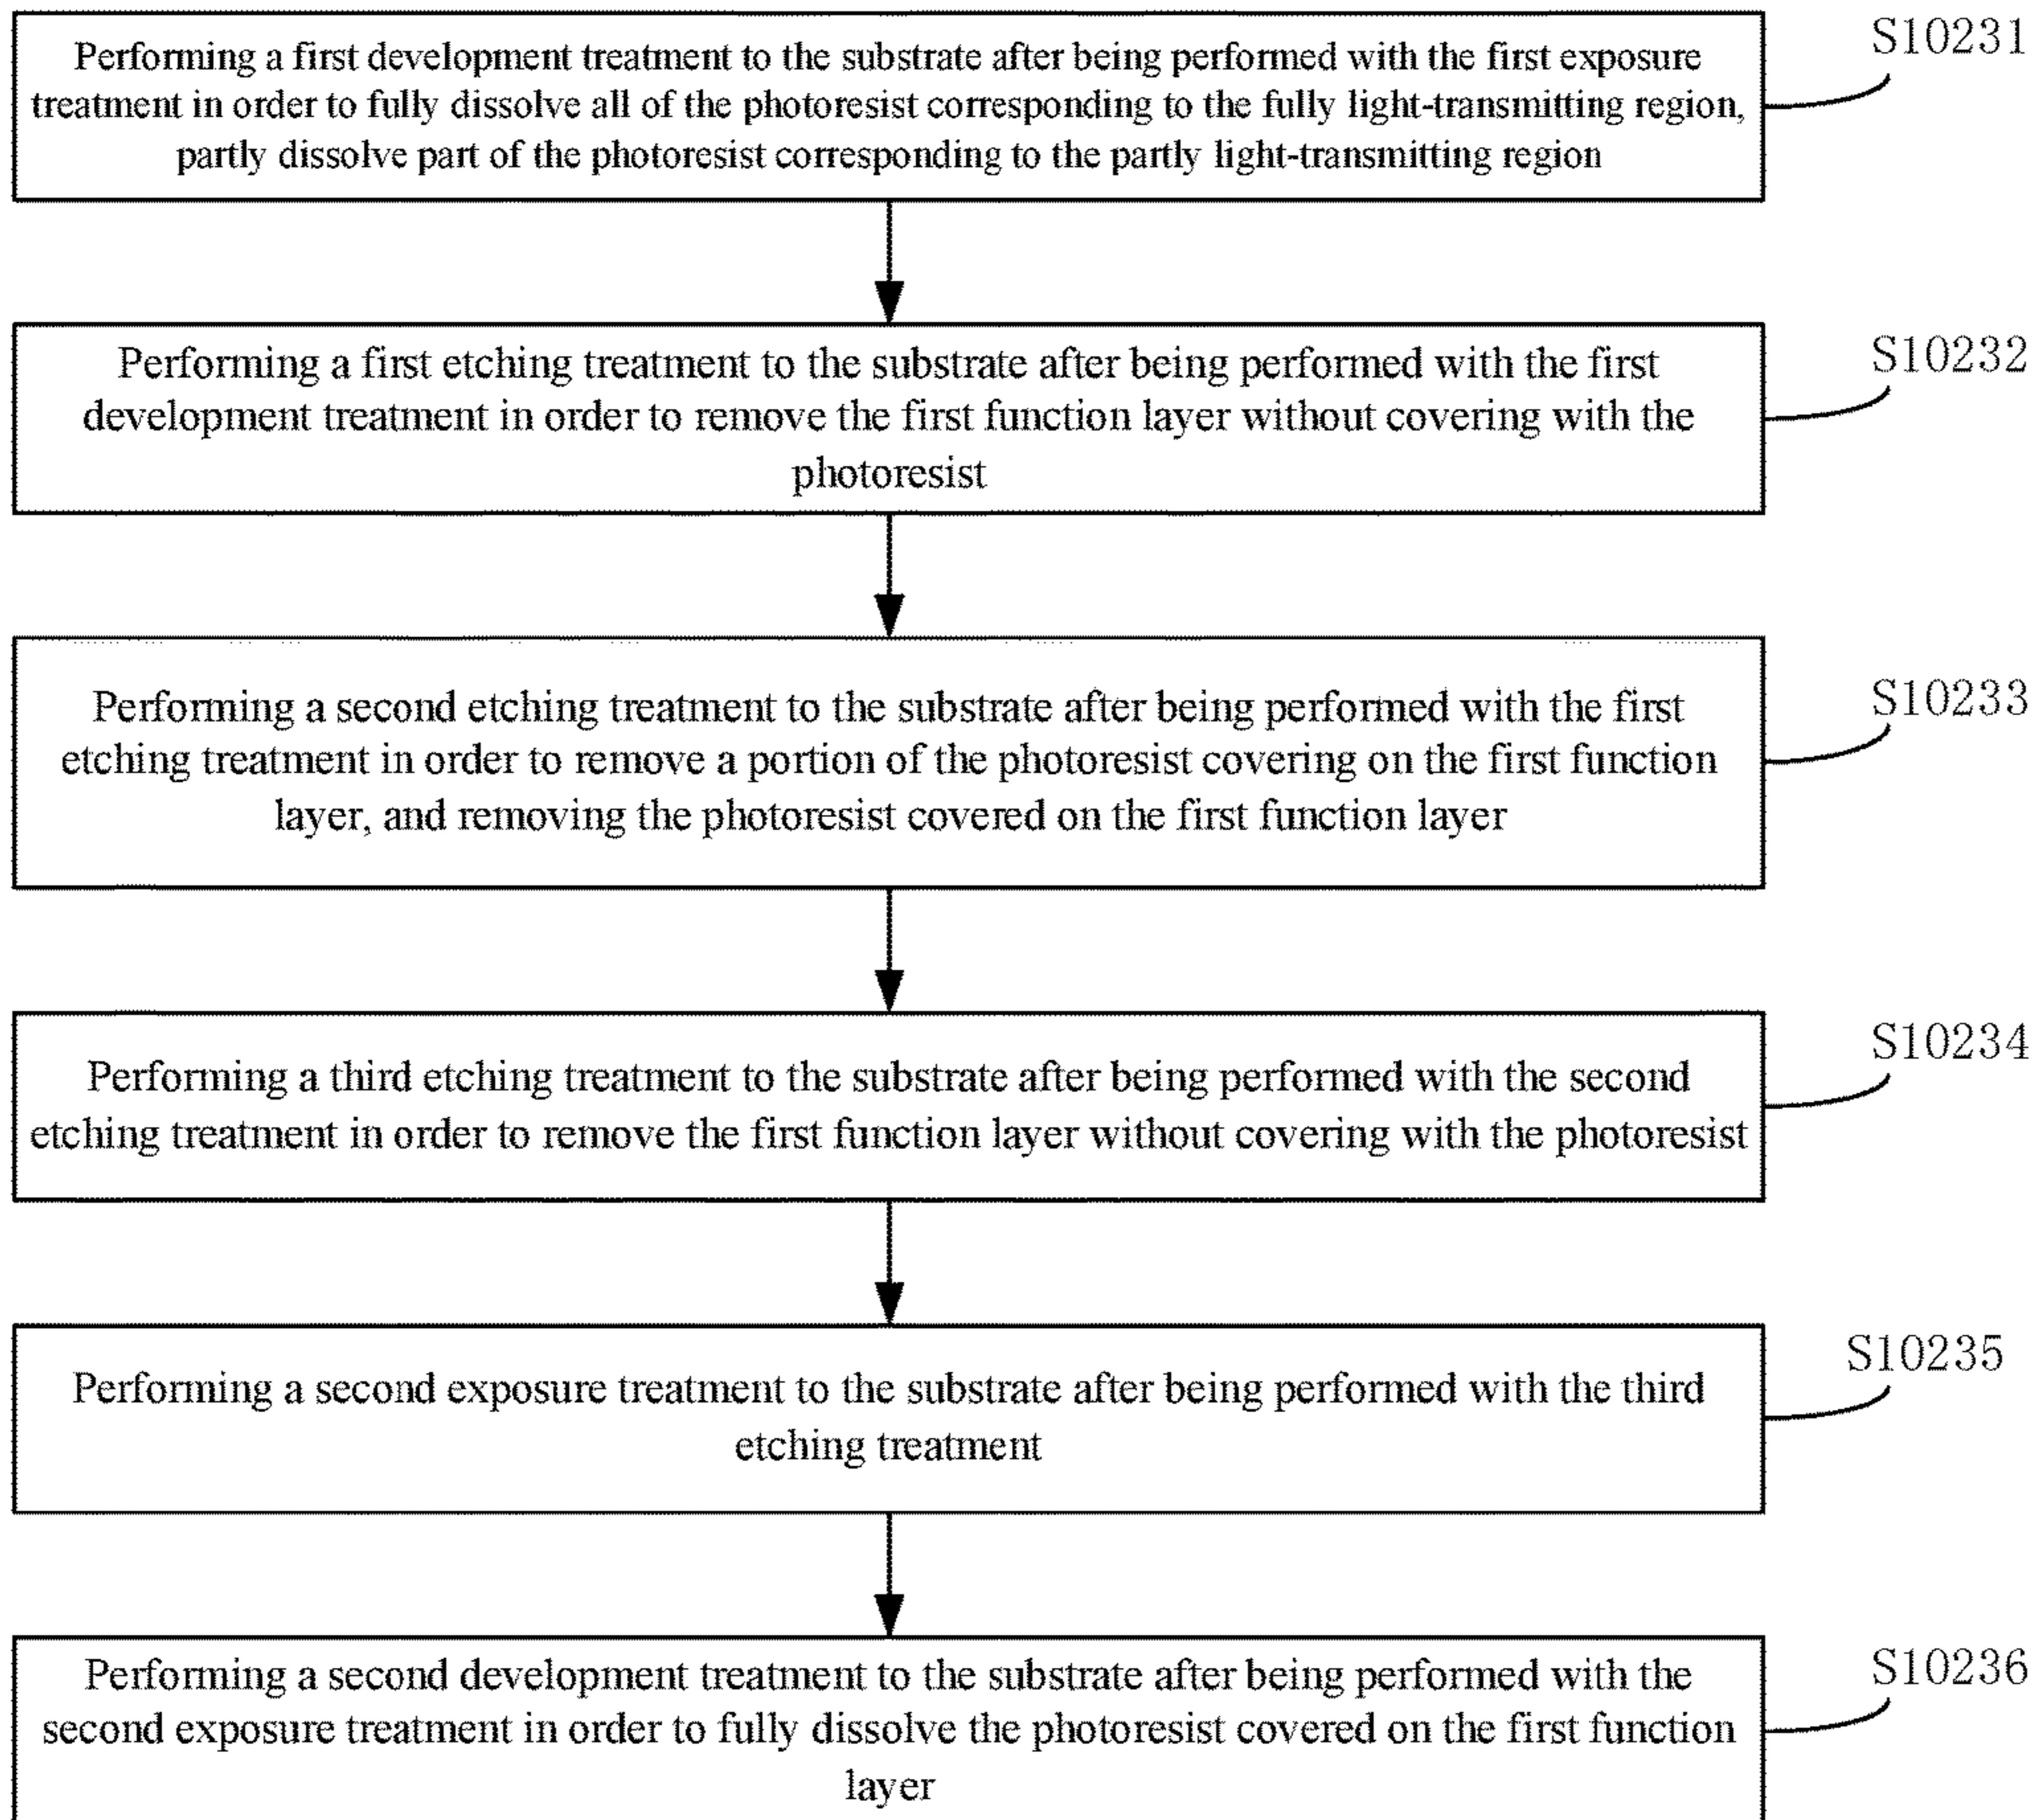 Performing a first development treatment to the substrate after being performed with the first exposure
treatment in order to fully dissolve all of the photoresist corresponding to the fully light-transmitting region,
partly dissolve part of the photoresist corresponding to the partly light-transmitting region
S10231
Performing a first etching treatment to the substrate after being performed with the first
development treatment in order to remove the first function layer without covering with the
photoresist
S10232
Performing a second etching treatment to the substrate after being performed with the first
etching treatment in order to remove a portion of the photoresist covering on the first function
layer, and removing the photoresist covered on the first function layer
S10233
Performing a third etching treatment to the substrate after being performed with the second
etching treatment in order to remove the first function layer without covering with the photoresist
S10234
Performing a second exposure treatment to the substrate after being performed with the third
etching treatment
S10235
Performing a second development treatment to the substrate after being performed with the
second exposure treatment in order to fully dissolve the photoresist covered on the first function
layer
S10236